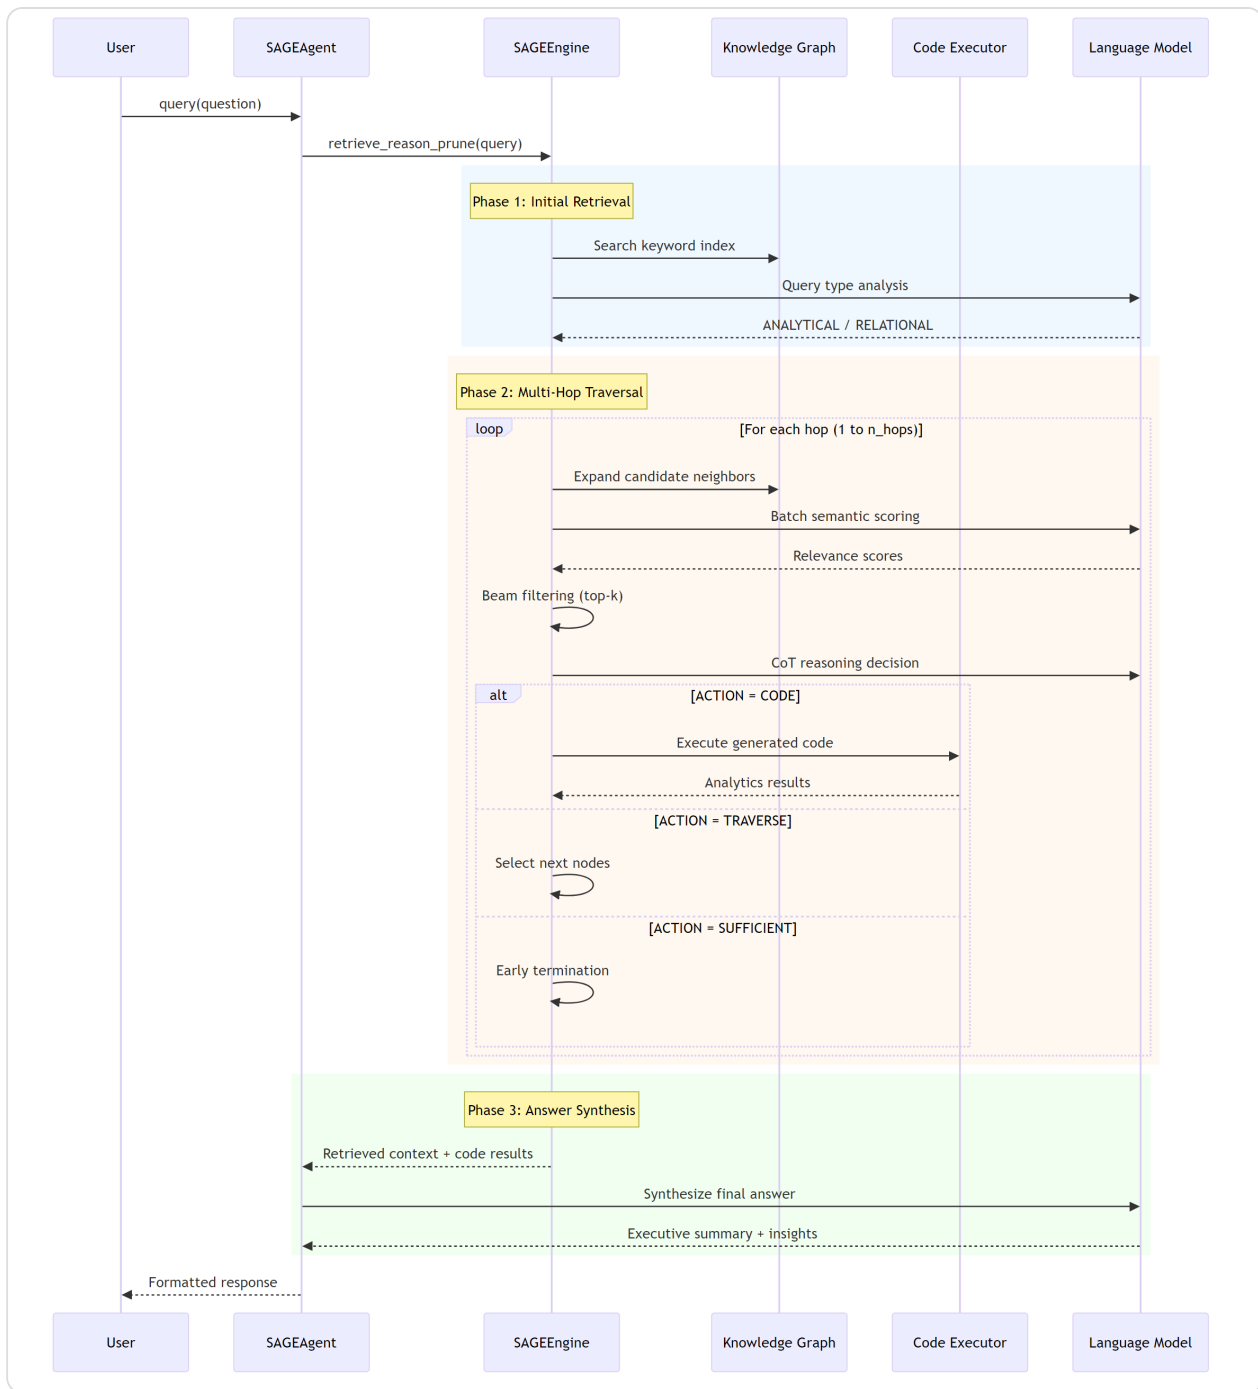 User
SAGEAgent
SAGEEngine
Knowledge Graph
Code Executor
Language Model
query(question)
retrieve_reason_prune(query)
Phase 1: Initial Retrieval
Search keyword index
Query type analysis
ANALYTICAL / RELATIONAL
Phase 2: Multi-Hop Traversal
loop
[For each hop (1 to n_hops)]
Expand candidate neighbors
Batch semantic scoring
Relevance scores
Beam filtering (top-k)
CoT reasoning decision
alt
[ACTION = CODE]
Execute generated code
Analytics results
[ACTION = TRAVERSE]
Select next nodes
[ACTION = SUFFICIENT]
Early termination
Phase 3: Answer Synthesis
Retrieved context + code results
Synthesize final answer
Executive summary + insights
Formatted response
User
SAGEAgent
SAGEEngine
Knowledge Graph
Code Executor
Language Model